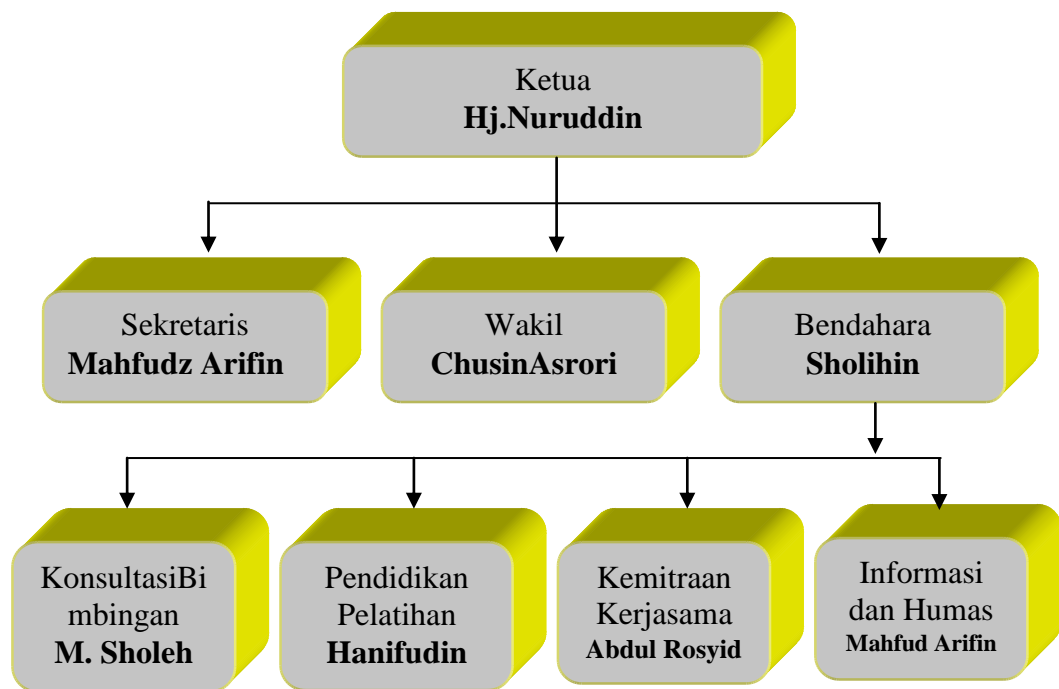 Ketua
Hj.Nuruddin
Sekretaris
Mahfudz Arifin
Wakil
ChusinAsrori
Bendahara
Sholihin
KonsultasiBi
mbingan
M. Sholeh
Pendidikan
Pelatihan
Hanifudin
Kemitraan
Kerjasama
Abdul Rosyid
Informasi
dan Humas
Mahfud Arifin